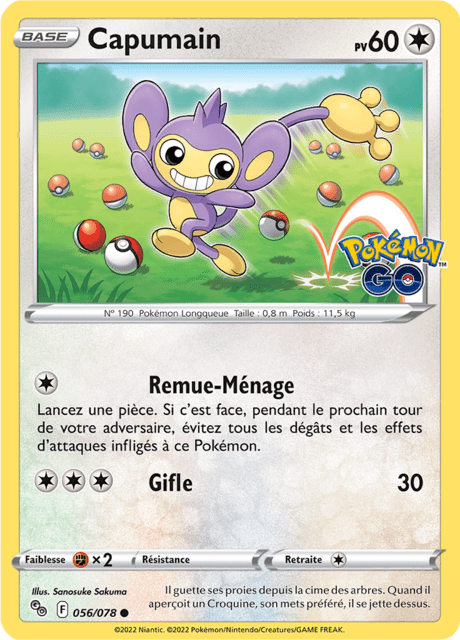 BASE Capumain PV60
POKÉMON
GO
N° 190 Pokémon Longqueue Taille : 0,8 m Poids : 11,5 kg
Remue-Ménage
Lancez une pièce. Si c'est face, pendant le prochain tour
de votre adversaire, évitez tous les dégâts et les effets
d'attaques infligés à ce Pokémon.
Gifle 30
Faiblesse ×2 Résistance Retraite
Illus. Sanosuke Sakuma
GO F 056/078
Il guette ses proies depuis la cime des arbres. Quand il
aperçoit un Croquine, son mets préféré, il se jette dessus.
©2022 Niantic. ©2022 Pokémon/Nintendo/Creatures/GAME FREAK.